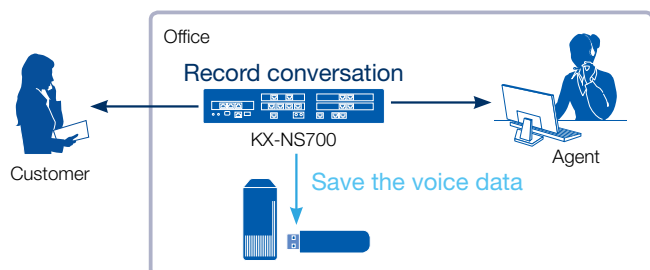 Office
Record conversation
KX-NS700
Customer
Agent
Save the voice data